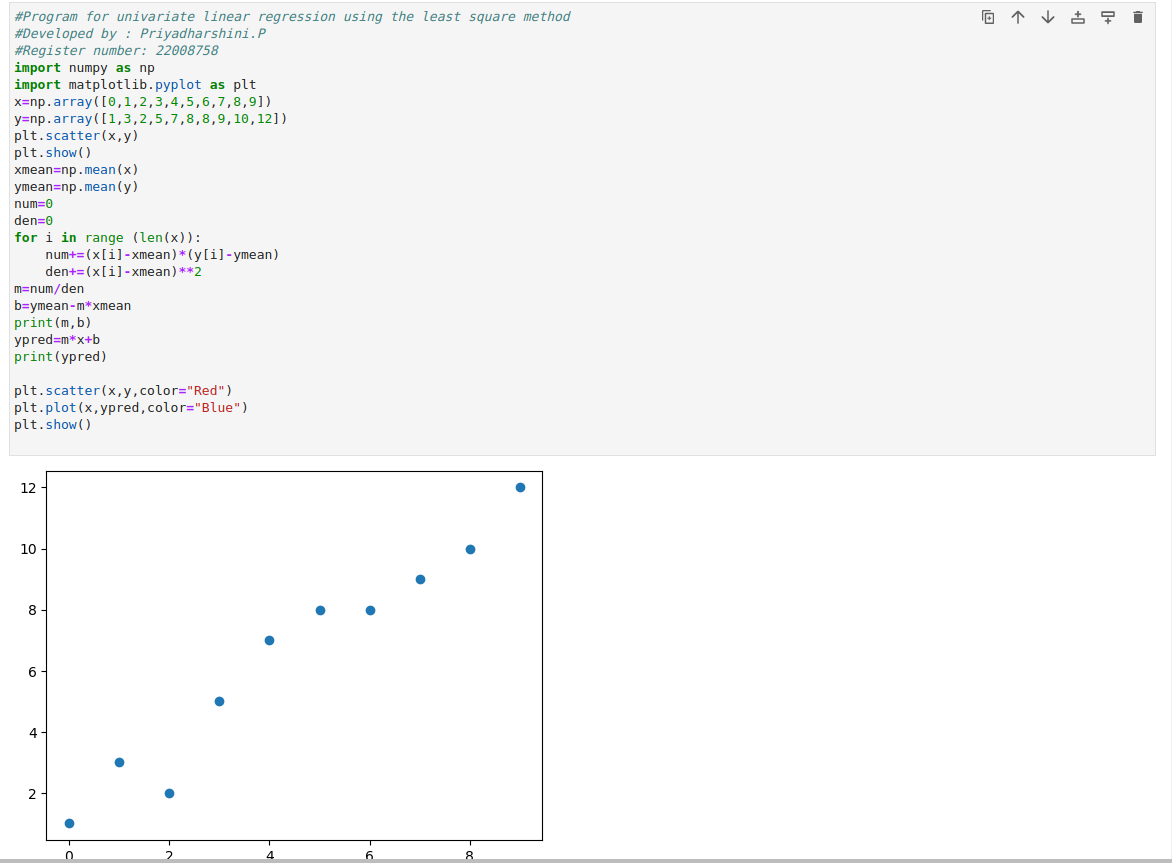 #Program for univariate linear regression using the least square method
#Developed by : Priyadharshini.P
#Register number: 22008758
import numpy as np
import matplotlib.pyplot as plt
x=np.array([0,1,2,3,4,5,6,7,8,9])
y=np.array([1,3,2,5,7,8,8,9,10,12])
plt.scatter(x,y)
plt.show()
xmean=np.mean(x)
ymean=np.mean(y)
num=0
den=0
for i in range (len(x)):
    num+=(x[i]-xmean)*(y[i]-ymean)
    den+=(x[i]-xmean)**2
m=num/den
b=ymean-m*xmean
print(m,b)
ypred=m*x+b
print(ypred)

plt.scatter(x,y,color="Red")
plt.plot(x,ypred,color="Blue")
plt.show()
12
10
8
6
4
2
0 2 4 6 8